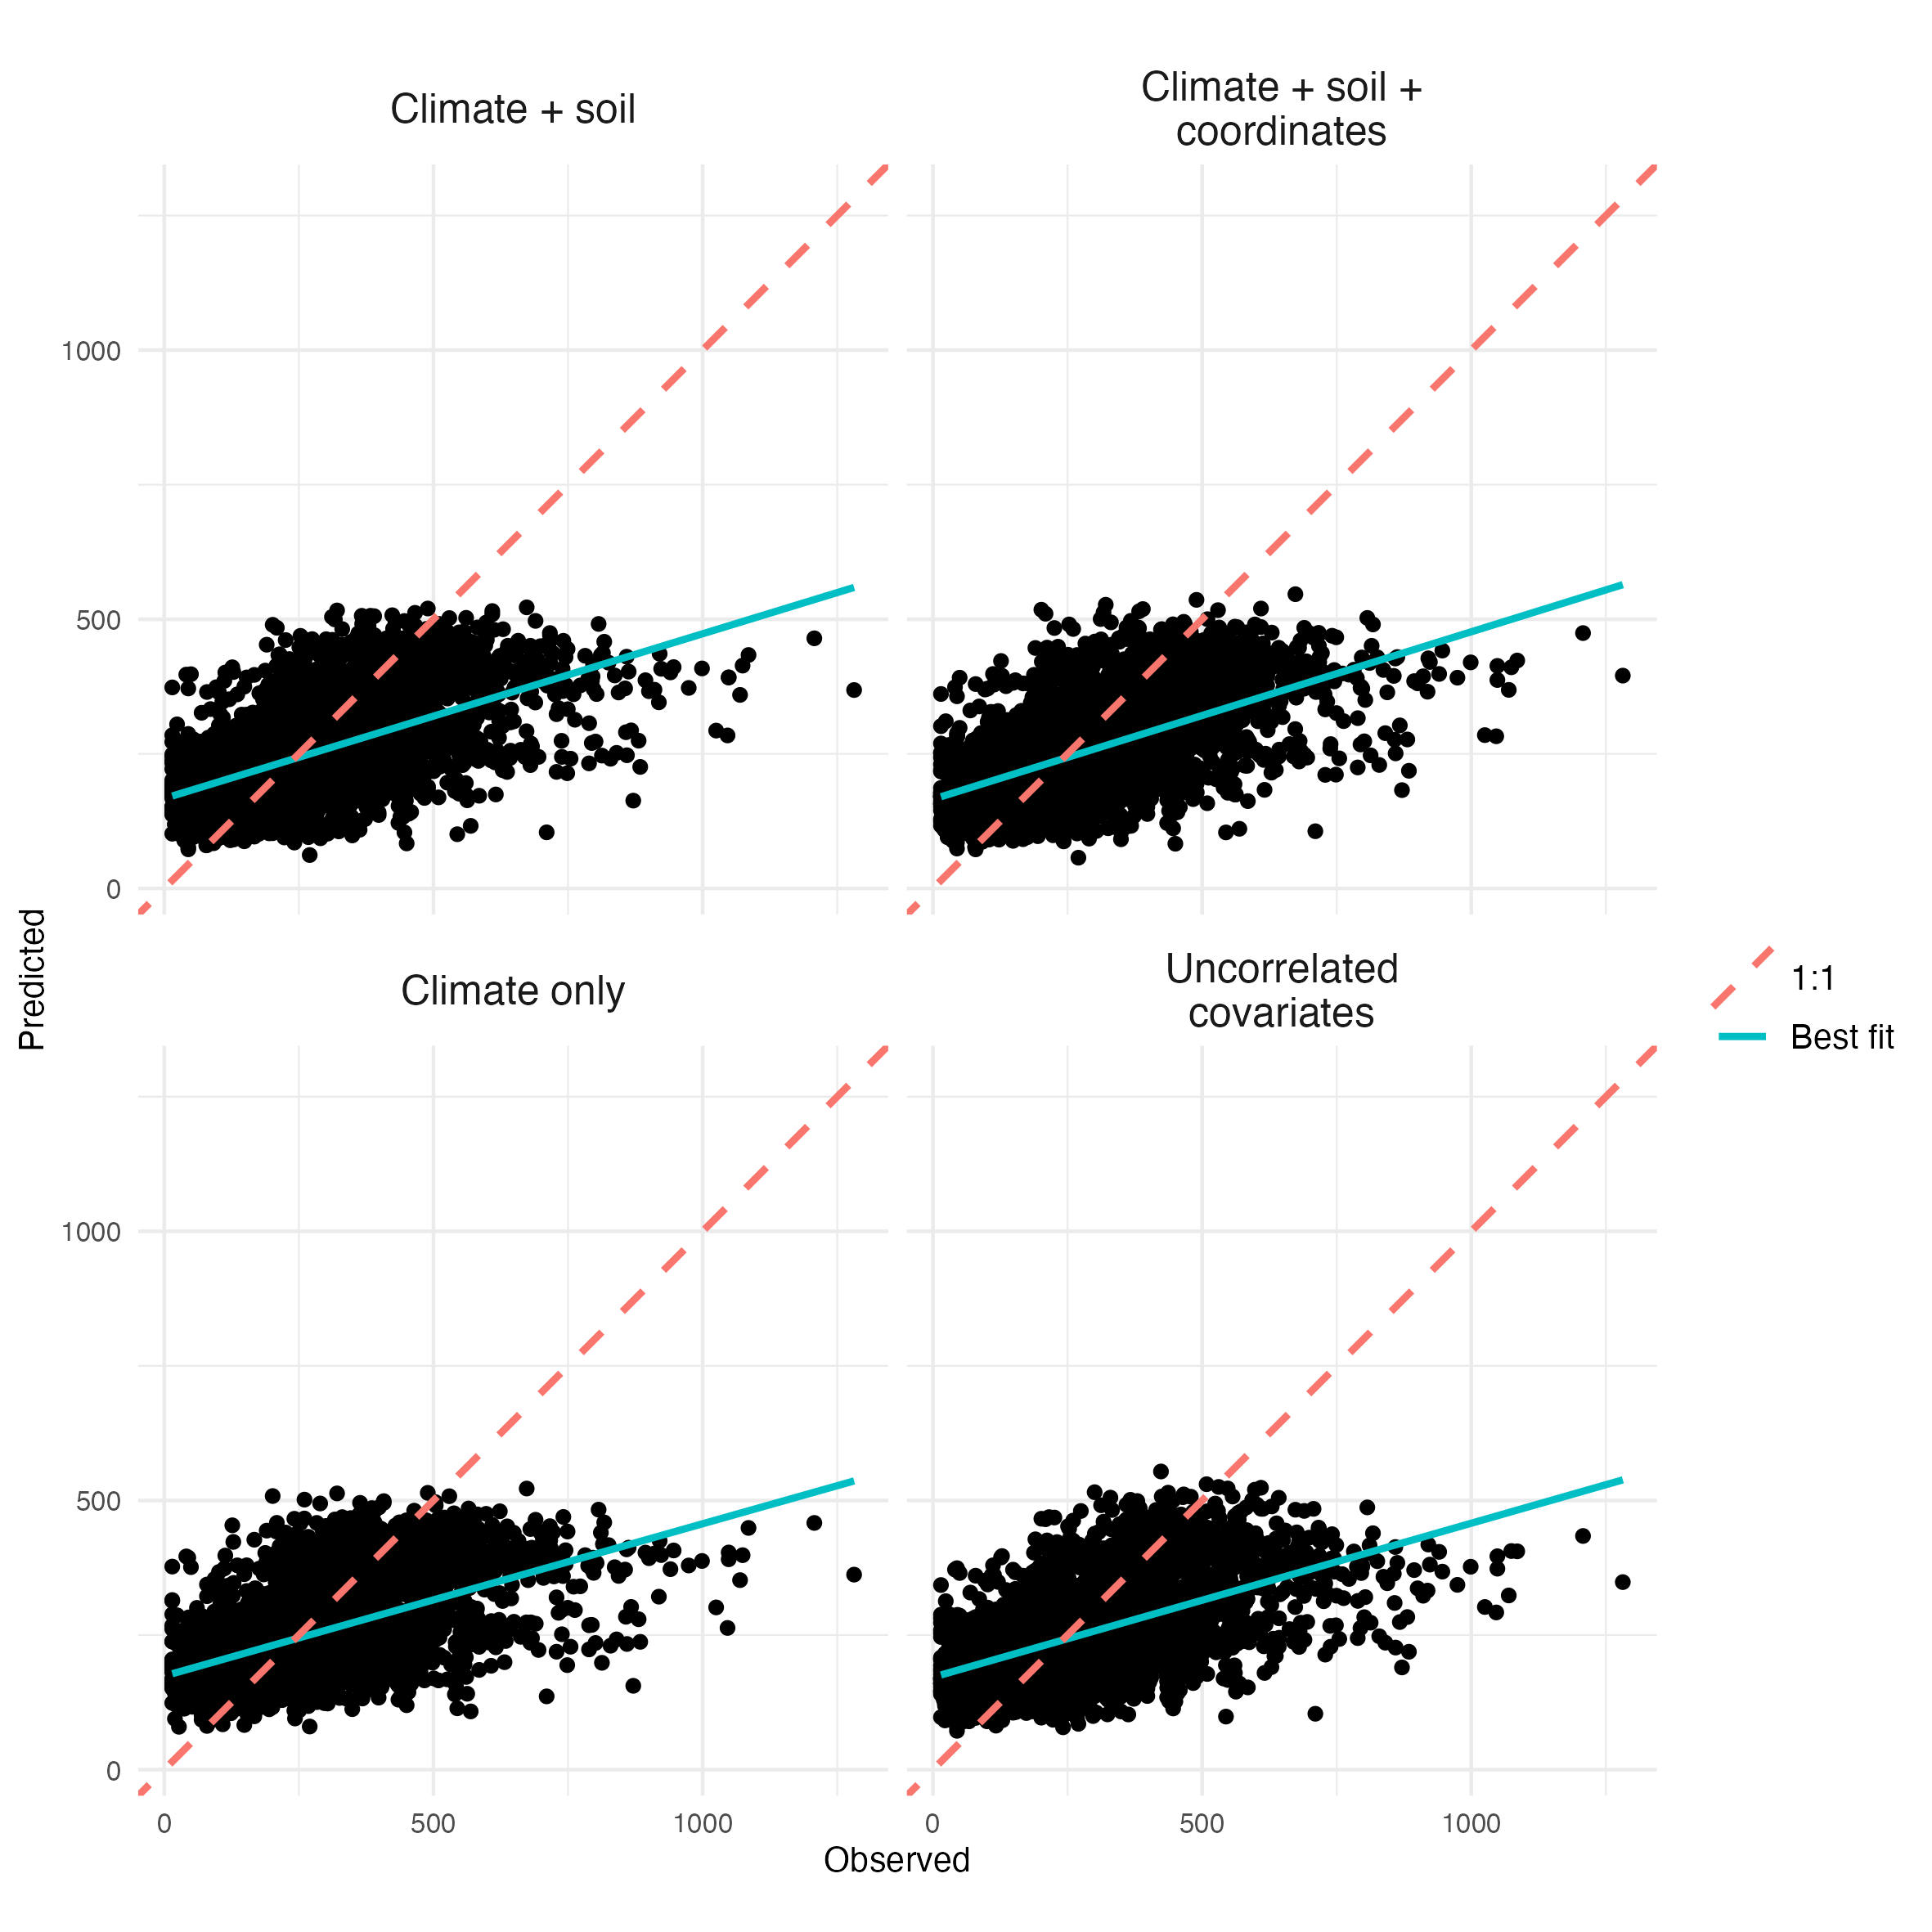 Climate + soil
Climate + soil +
coordinates
1000
500
0
Predicted
Climate only
Uncorrelated
covariates
1:1
Best fit
1000
500
0
0
500
1000
0
500
1000
Observed